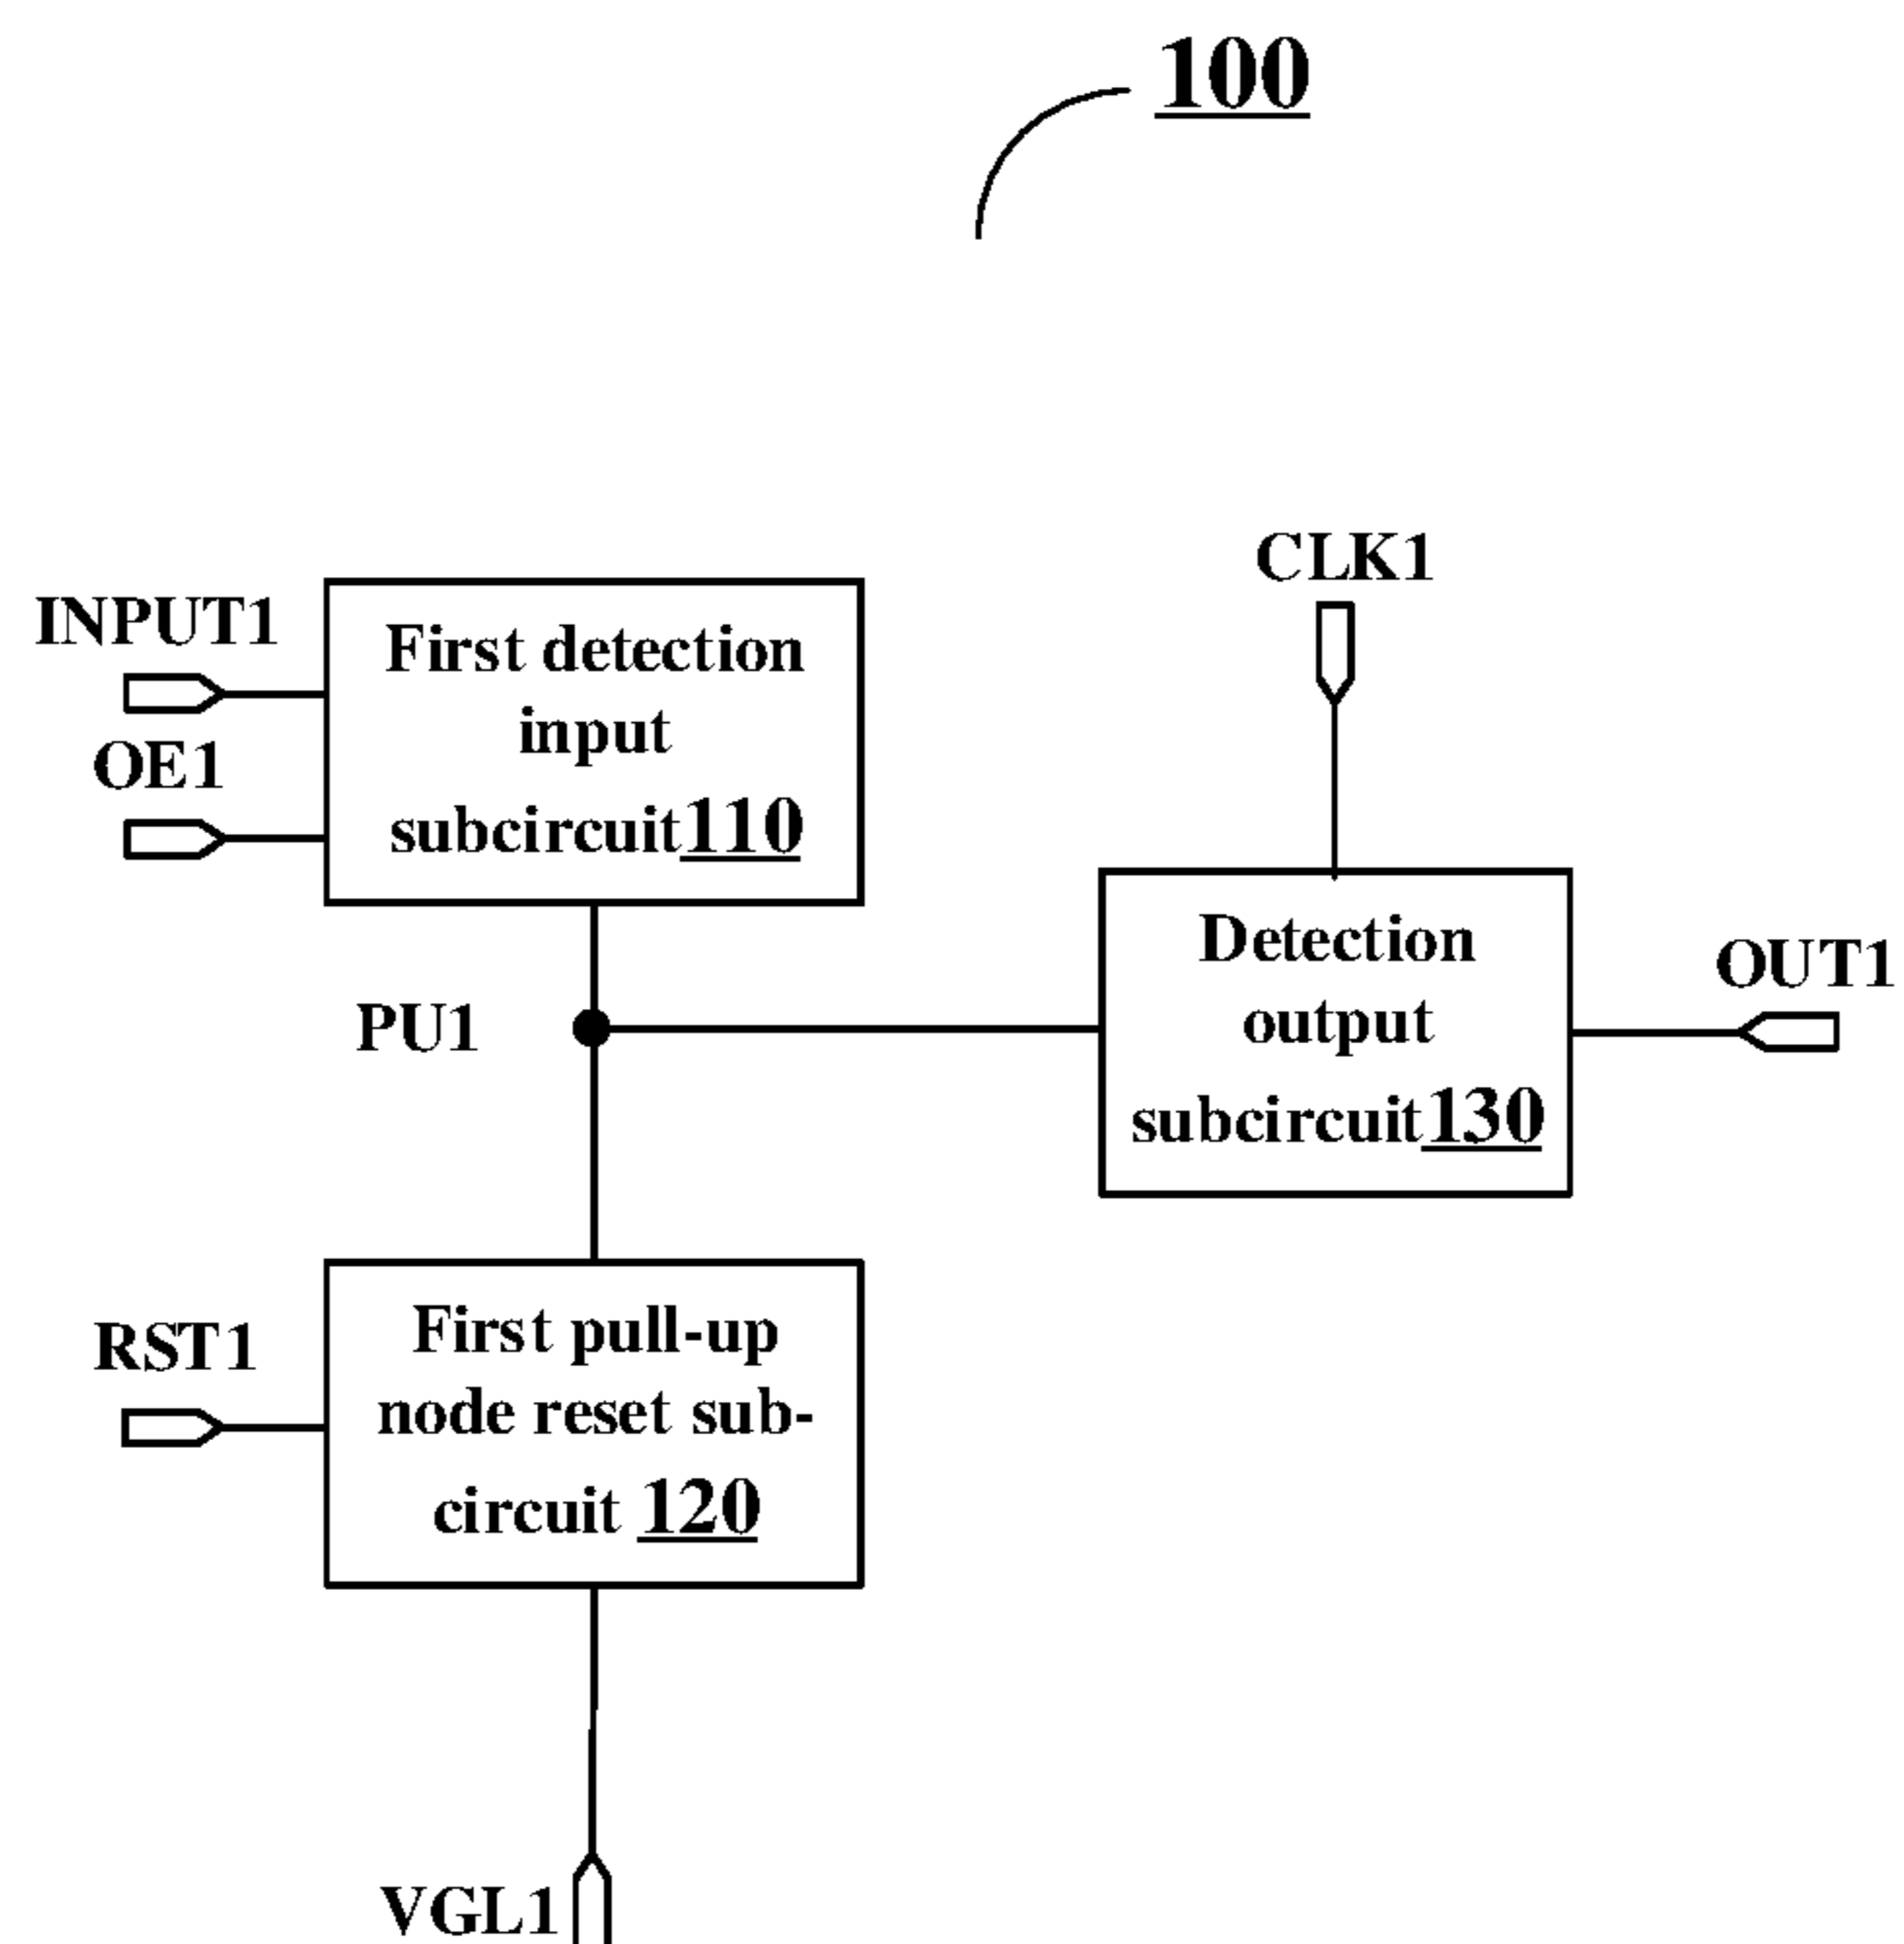 100
CLK1
INPUT1
First detection
input
subcircuit110
OE1
Detection
output
subcircuit130
OUT1
PU1
First pull-up
node reset sub-
circuit 120
RST1
VGL1